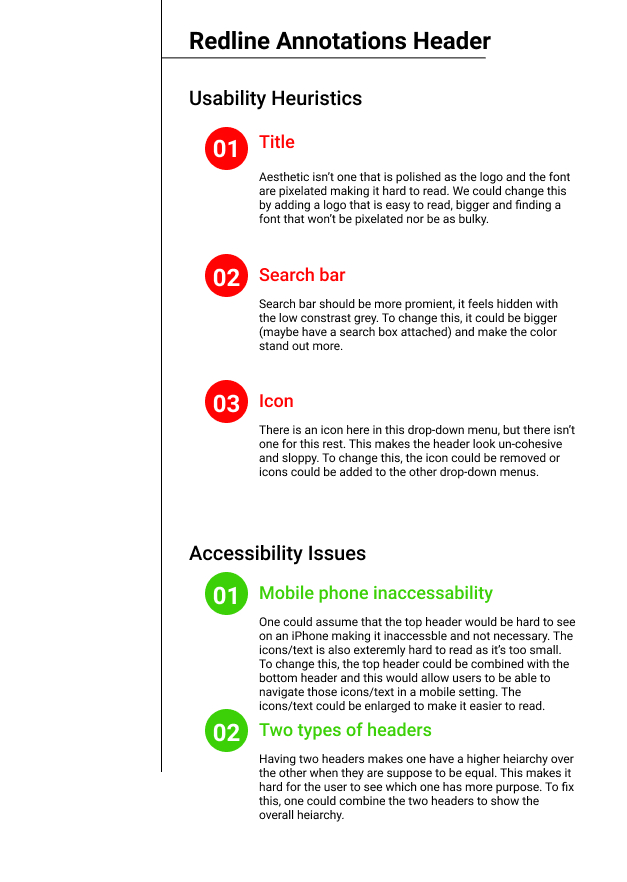 Redline Annotations Header
Usability Heuristics
01
Title
Aesthetic isn't one that is polished as the logo and the font
are pixelated making it hard to read. We could change this
by adding a logo that is easy to read, bigger and finding a
font that won't be pixelated nor be as bulky.
02
Search bar
Search bar should be more promient, it feels hidden with
the low constrast grey. To change this, it could be bigger
(maybe have a search box attached) and make the color
stand out more.
03
Icon
There is an icon here in this drop-down menu, but there isn't
one for this rest. This makes the header look un-cohesive
and sloppy. To change this, the icon could be removed or
icons could be added to the other drop-down menus.
Accessibility Issues
01
Mobile phone inaccessability
One could assume that the top header would be hard to see
on an iPhone making it inaccessble and not necessary. The
icons/text is also exteremly hard to read as it's too small.
To change this, the top header could be combined with the
bottom header and this would allow users to be able to
navigate those icons/text in a mobile setting. The
icons/text could be enlarged to make it easier to read.
02
Two types of headers
Having two headers makes one have a higher heiarchy over
the other when they are suppose to be equal. This makes it
hard for the user to see which one has more purpose. To fix
this, one could combine the two headers to show the
overall heiarchy.